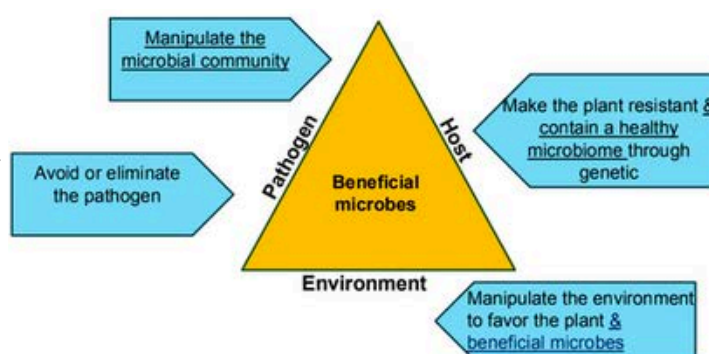 Manipulate the
microbial community
Avoid or eliminate
the pathogen
Pathogen
Host
Beneficial
microbes
Environment
Make the plant resistant &
contain a healthy
microbiome through
genetic
Manipulate the environment
to favor the plant &
beneficial microbes